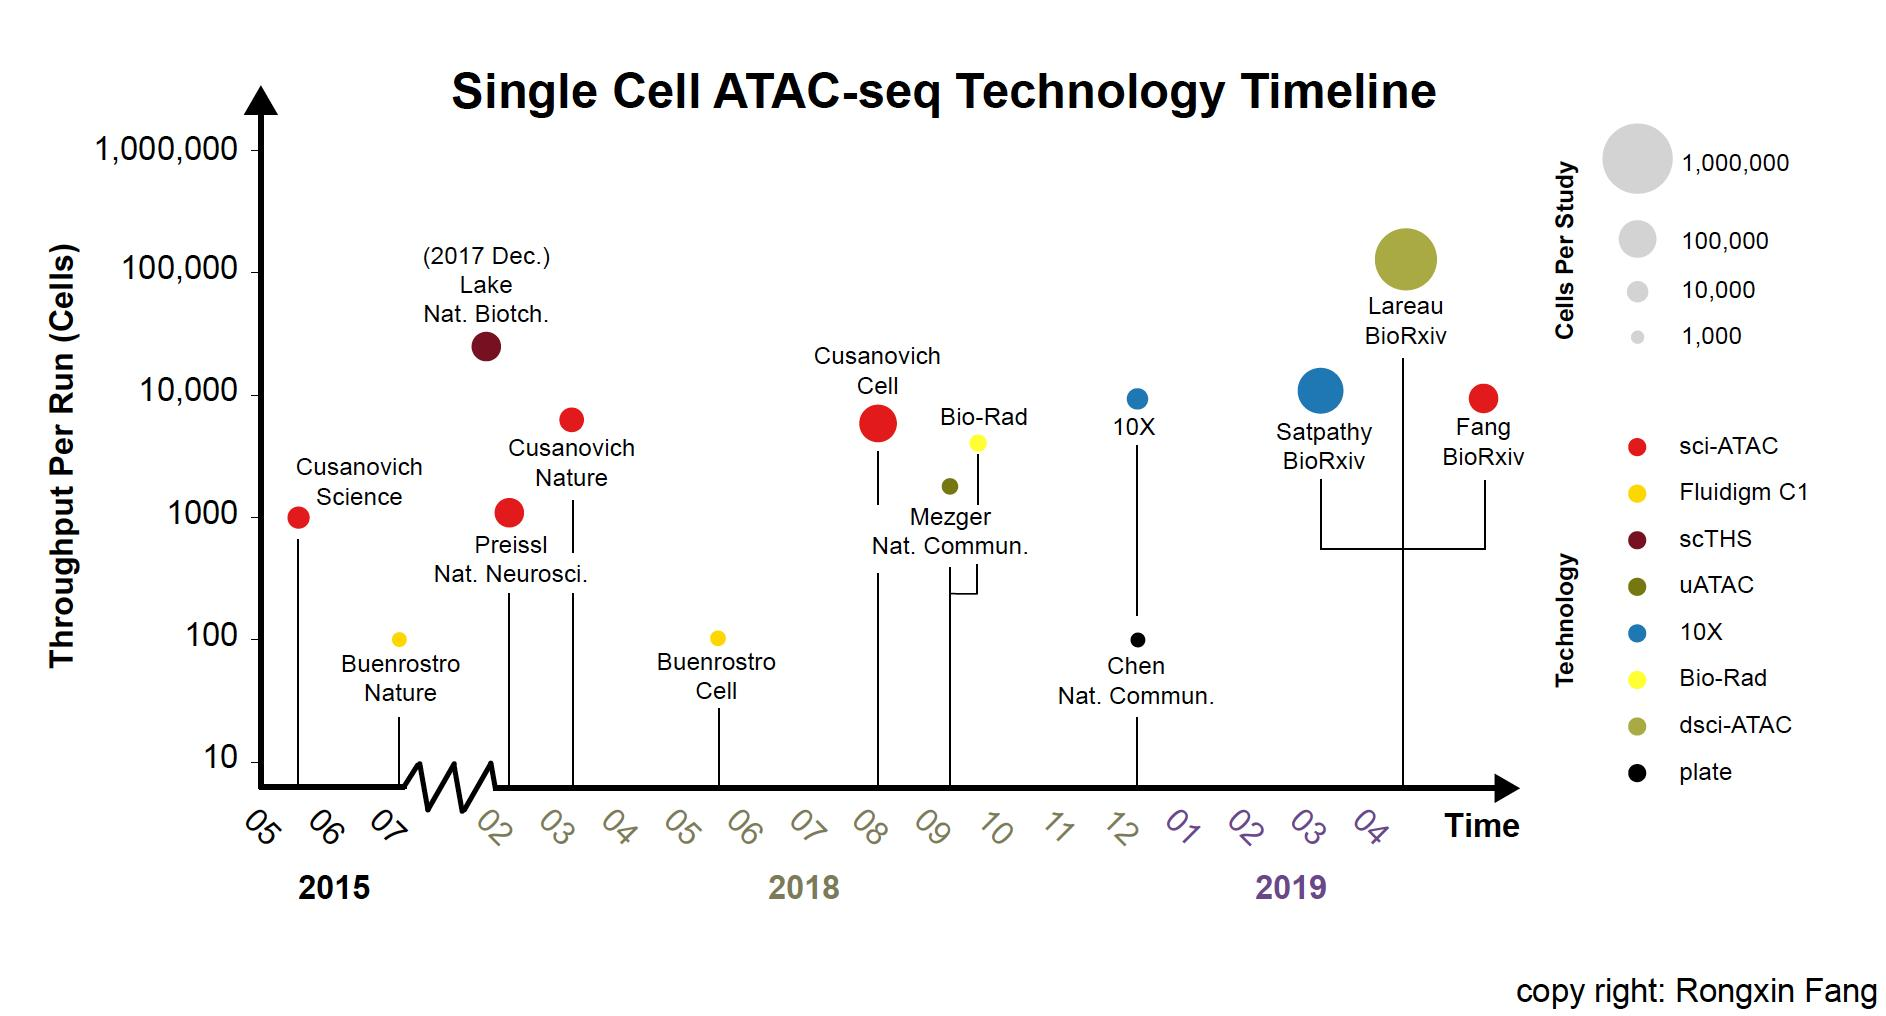 Single Cell ATAC-seq Technology Timeline
Throughput Per Run (Cells)
1,000,000
100,000
10,000
1000
100
10
Cusanovich
Science
Buenrostro
Nature
(2017 Dec.)
Lake
Nat. Biotch.
Preissl
Nat. Neurosci.
Cusanovich
Nature
Buenrostro
Cell
Cusanovich
Cell
Bio-Rad
Mezger
Nat. Commun.
10X
Chen
Nat. Commun.
Satpathy
BioRxiv
Lareau
BioRxiv
Fang
BioRxiv
05 06 07 02 03 04 05 06 07 08 09 10 11 12 01 02 03 04 Time
2015 2018 2019
Cells Per Study
1,000,000
100,000
10,000
1,000
Technology
sci-ATAC
Fluidigm C1
scTHS
uATAC
10X
Bio-Rad
dsci-ATAC
plate
copy right: Rongxin Fang